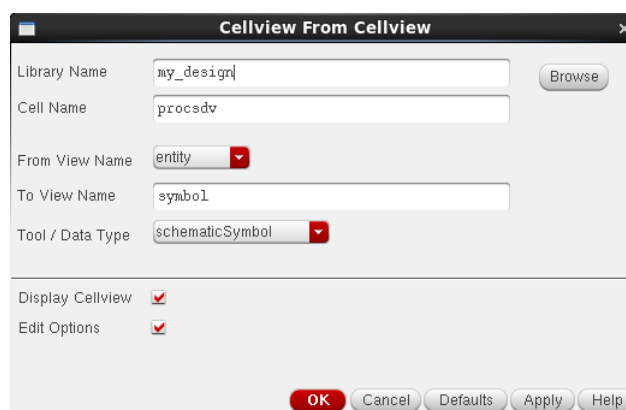 Cellview From Cellview
Library Name my_design Browse
Cell Name procsdv
From View Name entity
To View Name symbol
Tool / Data Type schematicSymbol
Display Cellview
Edit Options
OK Cancel Defaults Apply Help